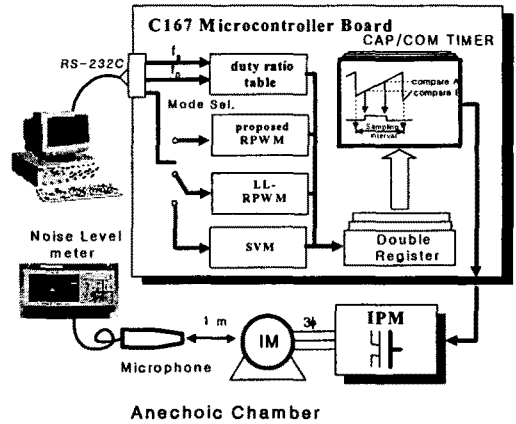 C167 Microcontroller Board
CAP/COM TIMER
RS-232C
duty ratio
table
compare A
compare B
Sampling
interval
Mode Sel.
proposed
RPWM
LL-
RPWM
SVM
Double
Register
Noise Level
meter
1 m
Microphone
IM
3ϕ
IPM
Anechoic Chamber